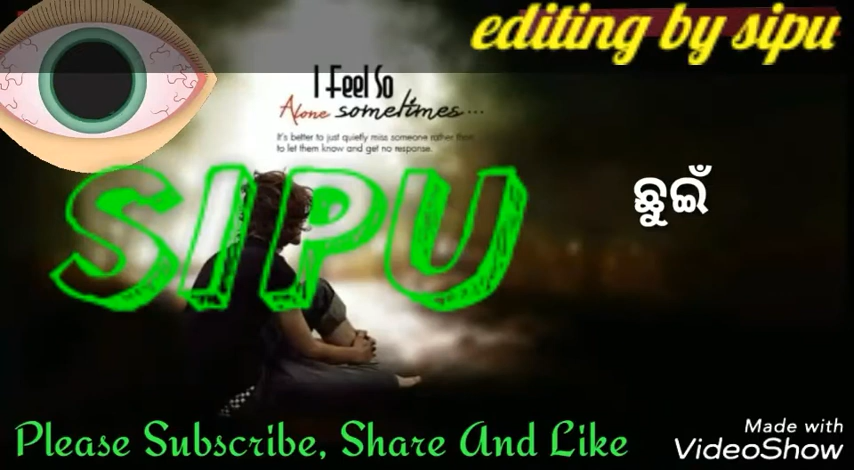 editing by sipu
I Feel So
Alone sometimes...
It's better to just quietly miss someone rather than
to let them know and get no response.
SIPU
ଛୁଇଁ
Please Subscribe, Share And Like
Made with
VideoShow